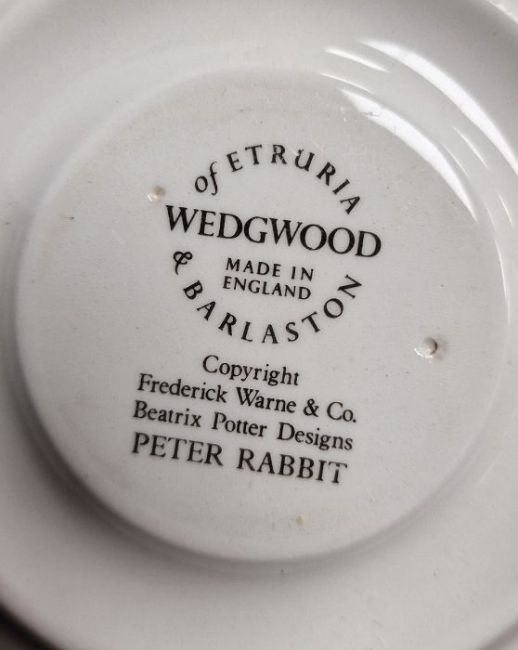 of ETRURIA
WEDGWOOD
MADE IN
ENGLAND
& BARLASTON
Copyright
Frederick Warne & Co.
Beatrix Potter Designs
PETER RABBIT